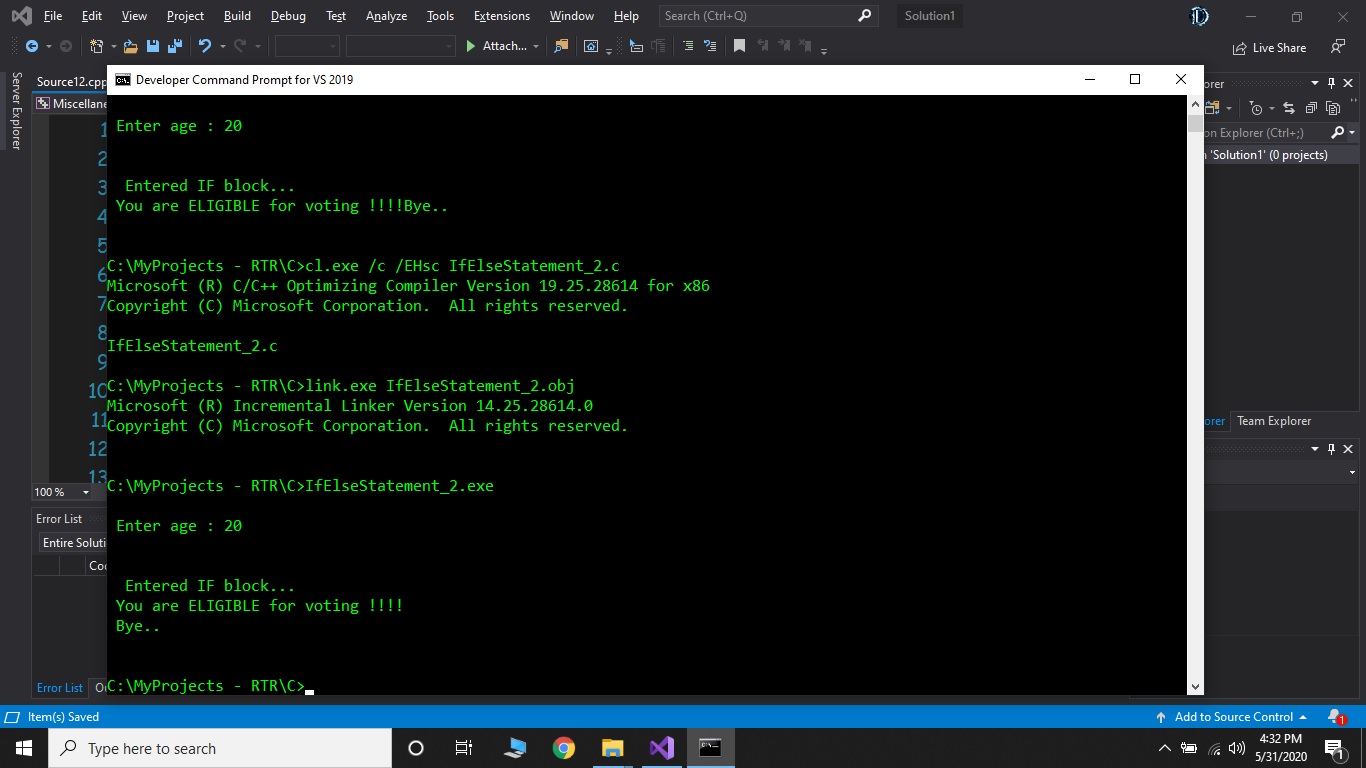 File Edit View Project Build Debug Test Analyze Tools Extensions Window Help Search (Ctrl+Q) Solution1
Attach... Live Share
Server Explorer
Source12.cpp
Miscellane
Developer Command Prompt for VS 2019
1
2
3
4
5
6
7
8
9
10
11
12
13
100 %
Error List
Entire Soluti
Coo
Error List
Enter age : 20
Entered IF block...
You are ELIGIBLE for voting !!!!Bye..
C:\MyProjects - RTR\C>cl.exe /c /EHsc IfElseStatement_2.c
Microsoft (R) C/C++ Optimizing Compiler Version 19.25.28614 for x86
Copyright (C) Microsoft Corporation.  All rights reserved.
IfElseStatement_2.c
C:\MyProjects - RTR\C>link.exe IfElseStatement_2.obj
Microsoft (R) Incremental Linker Version 14.25.28614.0
Copyright (C) Microsoft Corporation.  All rights reserved.
C:\MyProjects - RTR\C>IfElseStatement_2.exe
Enter age : 20
Entered IF block...
You are ELIGIBLE for voting !!!!
Bye..
C:\MyProjects - RTR\C>
orer
on Explorer (Ctrl+;)
'Solution1' (0 projects)
orer Team Explorer
Item(s) Saved Add to Source Control 1
Type here to search
4:32 PM
5/31/2020
1